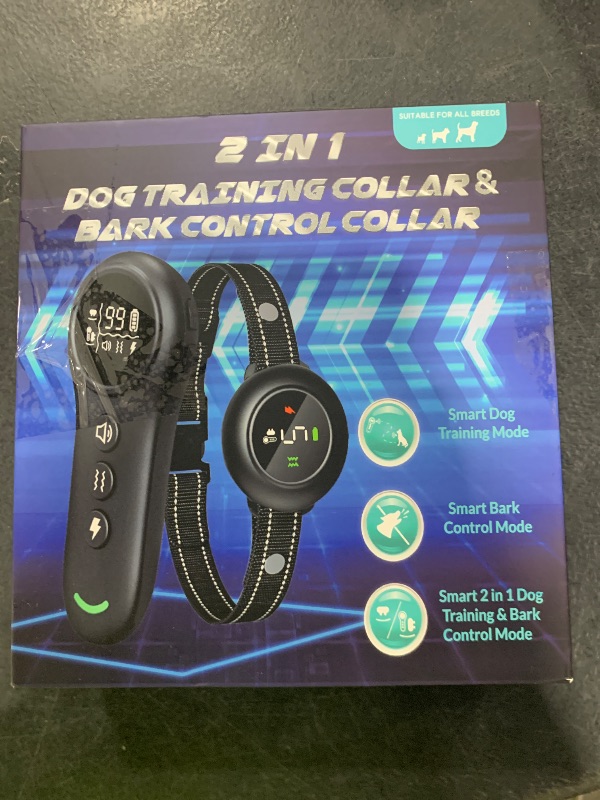 SUITABLE FOR ALL BREEDS
2 IN 1
DOG TRAINING COLLAR &
BARK CONTROL COLLAR
99
Smart Dog
Training Mode
Smart Bark
Control Mode
Smart 2 in 1 Dog
Training & Bark
Control Mode